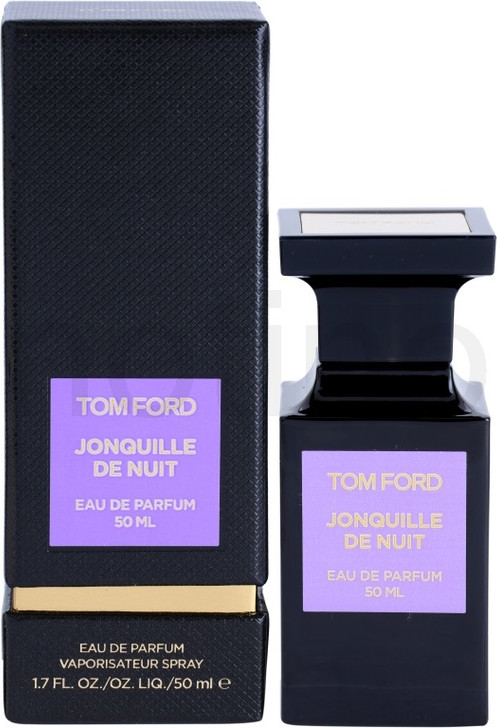 TOM FORD
JONQUILLE
DE NUIT
EAU DE PARFUM
50 ML
EAU DE PARFUM
VAPORISATEUR SPRAY
1.7 FL. OZ./OZ. LIQ./50 ml ℮
TOM FORD
JONQUILLE
DE NUIT
EAU DE PARFUM
50 ML